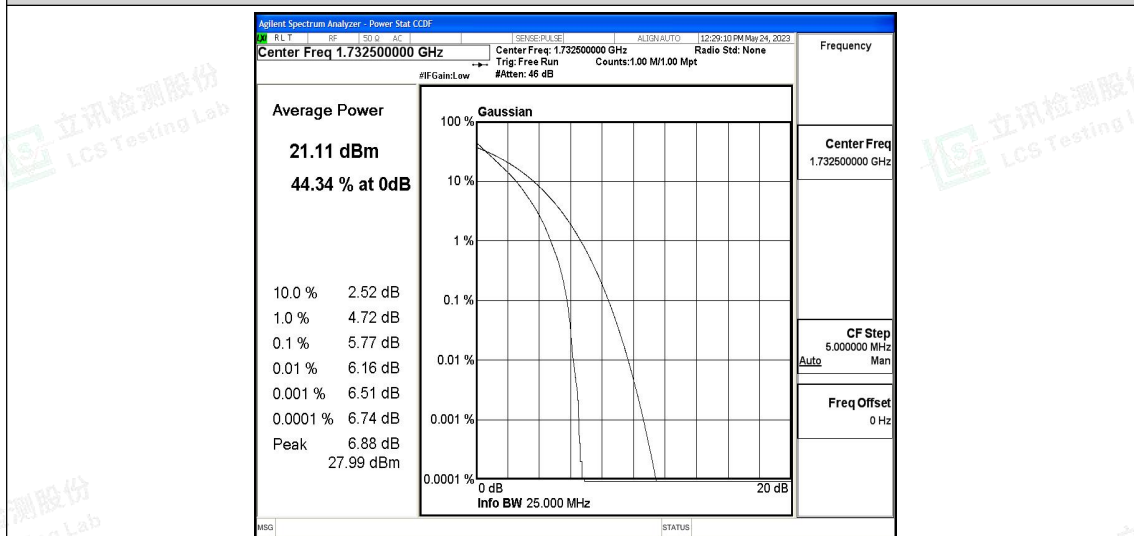 Agilent Spectrum Analyzer - Power Stat CCDF
LXI RL T RF 50 Ω AC SENSE:PULSE ALIGN AUTO 12:29:10 PM May 24, 2023
Center Freq 1.732500000 GHz
Center Freq: 1.732500000 GHz Radio Std: None
Trig: Free Run Counts:1.00 M/1.00 Mpt
#IFGain:Low #Atten: 46 dB
Frequency
Average Power
21.11 dBm
44.34 % at 0dB
10.0 % 2.52 dB
1.0 % 4.72 dB
0.1 % 5.77 dB
0.01 % 6.16 dB
0.001 % 6.51 dB
0.0001 % 6.74 dB
Peak 6.88 dB
27.99 dBm
Gaussian
100 %
10 %
1 %
0.1 %
0.01 %
0.001 %
0.0001 %
0 dB 20 dB
Info BW 25.000 MHz
Center Freq
1.732500000 GHz
CF Step
5.000000 MHz
Auto Man
Freq Offset
0 Hz
MSG STATUS
立讯检测股份
LCS Testing Lab
立讯检测股份
LCS Testing L
测股份
ng Lab